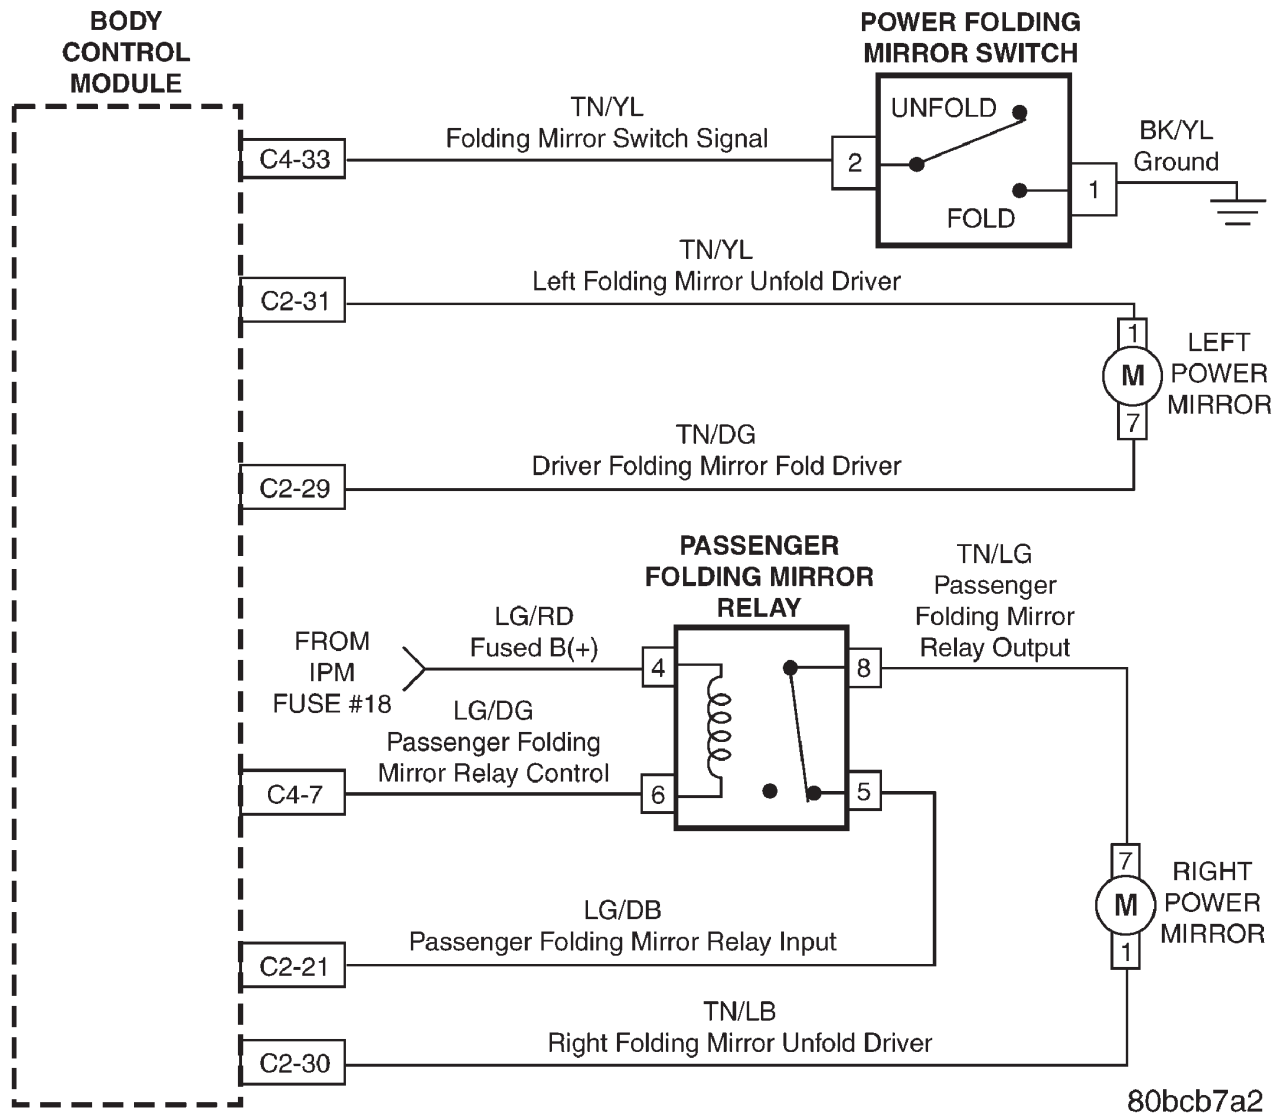 BODY
CONTROL
MODULE
POWER FOLDING
MIRROR SWITCH
C4-33
TN/YL
Folding Mirror Switch Signal
2
UNFOLD
FOLD
1
BK/YL
Ground
C2-31
TN/YL
Left Folding Mirror Unfold Driver
1
M
7
LEFT
POWER
MIRROR
C2-29
TN/DG
Driver Folding Mirror Fold Driver
PASSENGER
FOLDING MIRROR
RELAY
FROM
IPM
FUSE #18
LG/RD
Fused B(+)
4
8
TN/LG
Passenger
Folding Mirror
Relay Output
C4-7
LG/DG
Passenger Folding
Mirror Relay Control
6
5
7
M
1
RIGHT
POWER
MIRROR
C2-21
LG/DB
Passenger Folding Mirror Relay Input
C2-30
TN/LB
Right Folding Mirror Unfold Driver
80bcb7a2